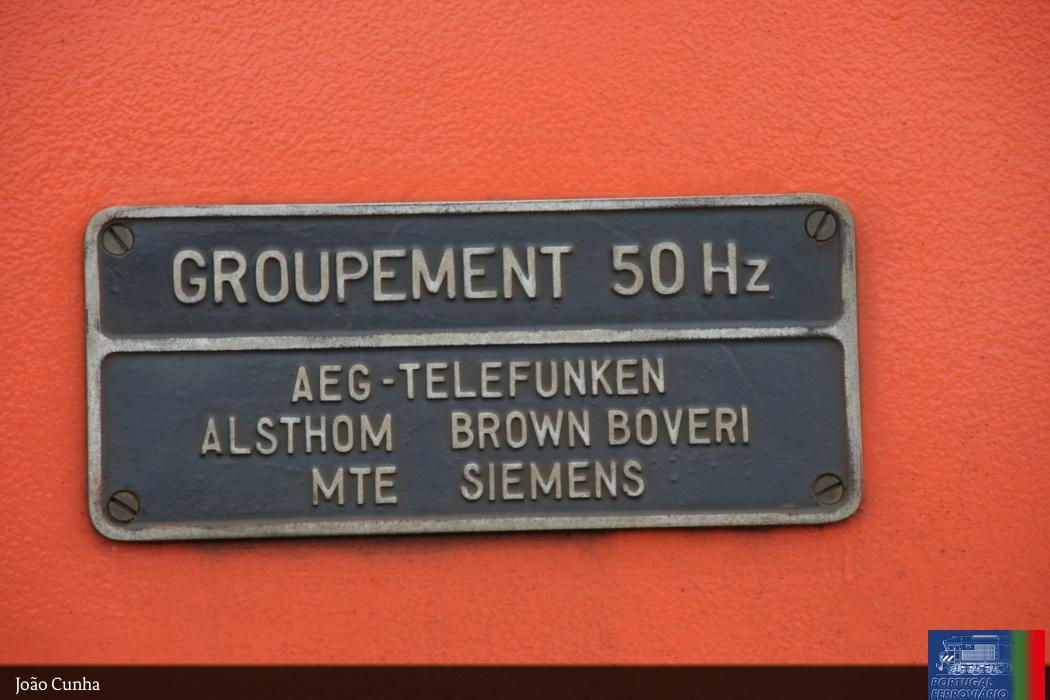 GROUPEMENT 50 Hz
AEG-TELEFUNKEN
ALSTHOM BROWN BOVERI
MTE SIEMENS
João Cunha
PORTUGAL
FERROVIÁRIO